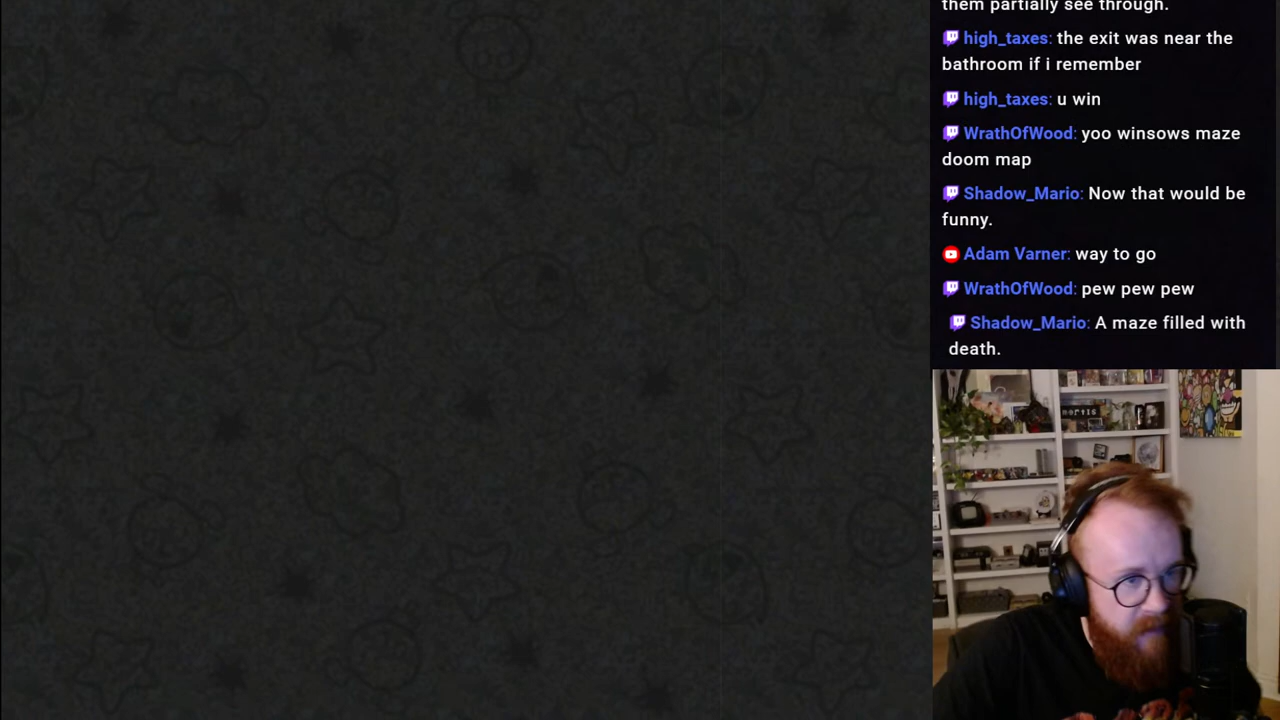 them partially see through.
high_taxes: the exit was near the
bathroom if i remember
high_taxes: u win
WrathOfWood: yoo winsows maze
doom map
Shadow_Mario: Now that would be
funny.
Adam Varner: way to go
WrathOfWood: pew pew pew
Shadow_Mario: A maze filled with
death.